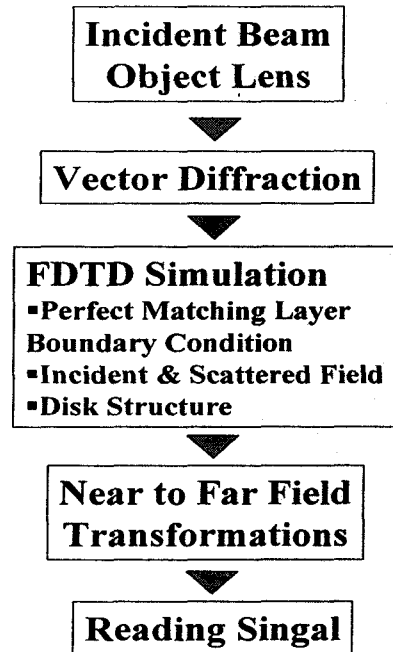 Incident Beam
Object Lens
Vector Diffraction
FDTD Simulation
▪Perfect Matching Layer
Boundary Condition
▪Incident & Scattered Field
▪Disk Structure
Near to Far Field
Transformations
Reading Singal